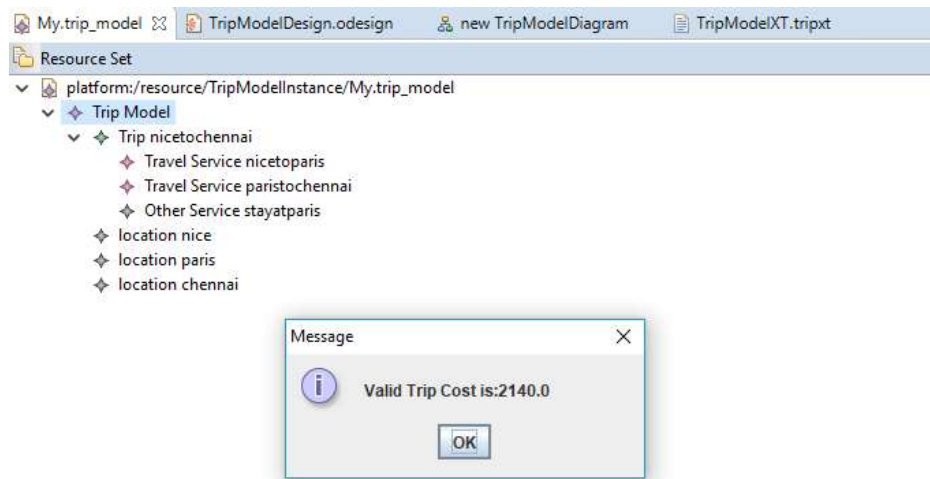 My.trip_model TripModelDesign.odesign new TripModelDiagram TripModelXT.tripxt
Resource Set
platform:/resource/TripModelInstance/My.trip_model
Trip Model
Trip nicetochennai
Travel Service nicetoparis
Travel Service paristochennai
Other Service stayatparis
location nice
location paris
location chennai
Message
Valid Trip Cost is:2140.0
OK